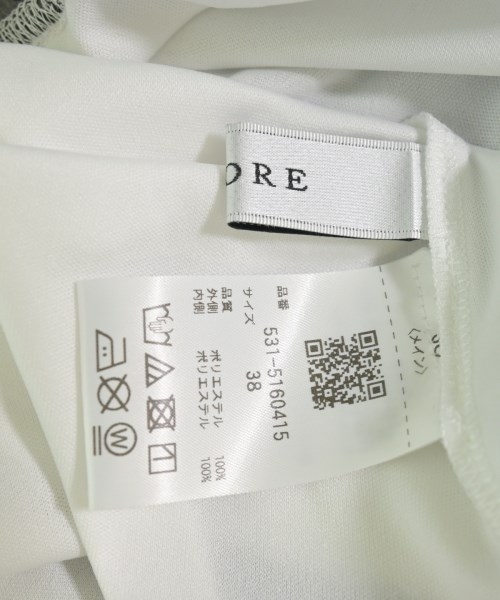 ORE
〈メイン〉
品番 531-5160415
サイズ 38
品質
外側 ポリエステル 100%
内側 ポリエステル 100%
W